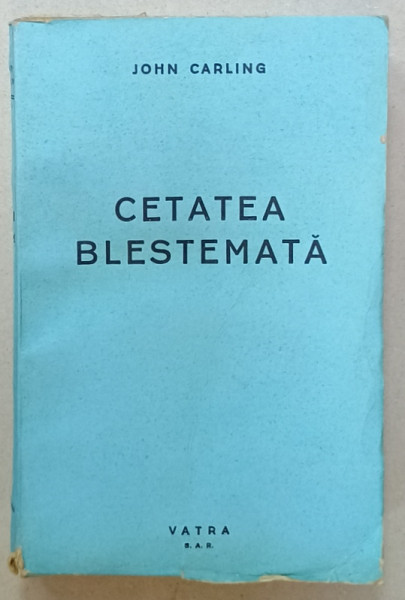 JOHN CARLING
CETATEA
BLESTEMATĂ
VATRA
S. A. R.